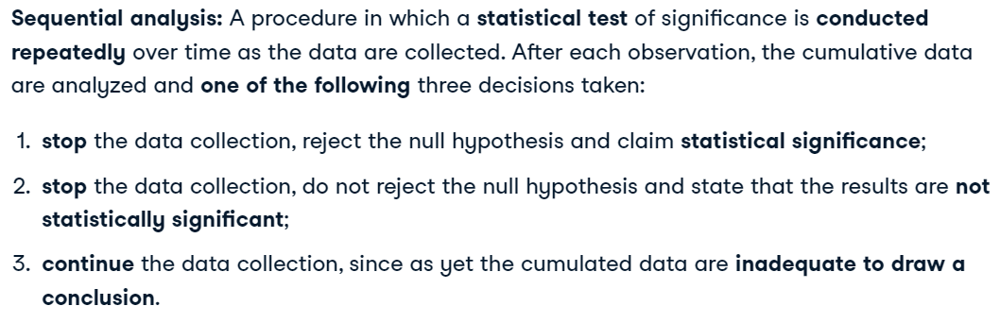 Sequential analysis: A procedure in which a statistical test of significance is conducted
repeatedly over time as the data are collected. After each observation, the cumulative data
are analyzed and one of the following three decisions taken:
1. stop the data collection, reject the null hypothesis and claim statistical significance;
2. stop the data collection, do not reject the null hypothesis and state that the results are not
statistically significant;
3. continue the data collection, since as yet the cumulated data are inadequate to draw a
conclusion.